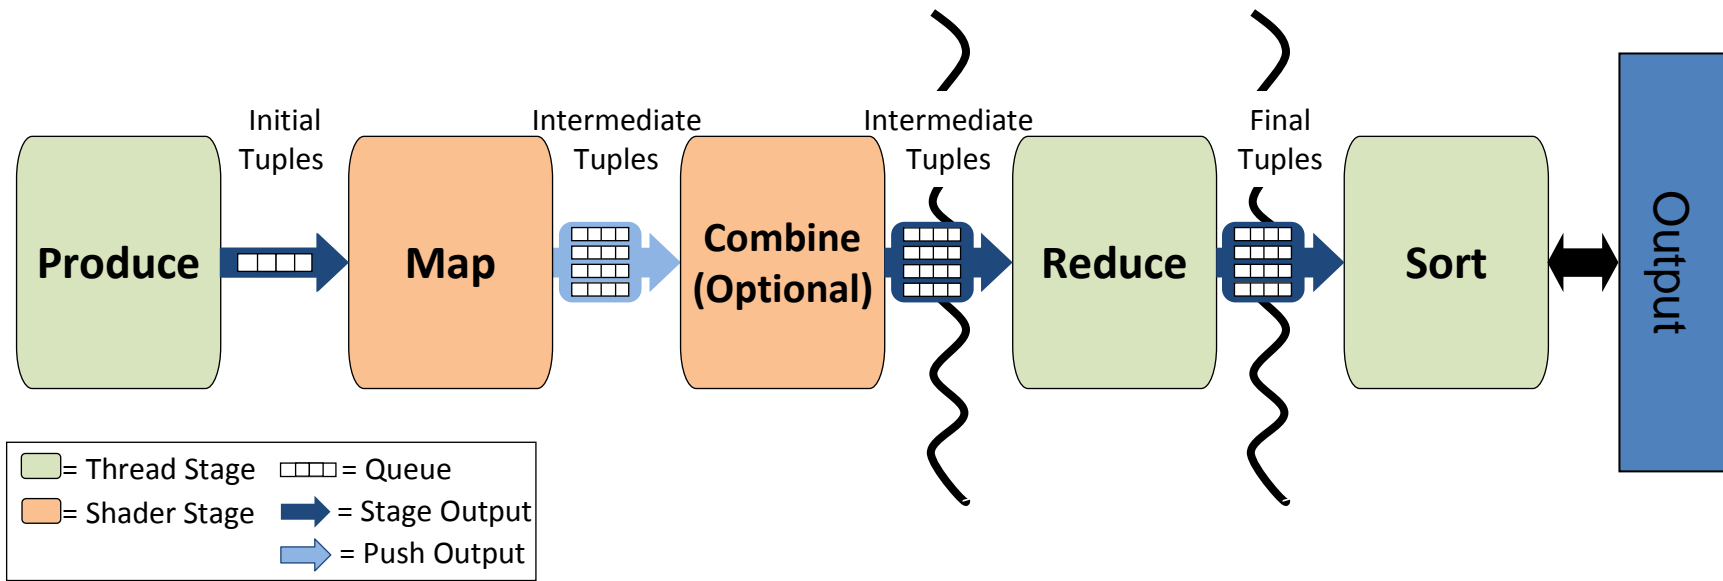 Initial
Tuples
Intermediate
Tuples
Intermediate
Tuples
Final
Tuples
Produce
Map
Combine
(Optional)
Reduce
Sort
Output
= Thread Stage
= Queue
= Shader Stage
= Stage Output
= Push Output